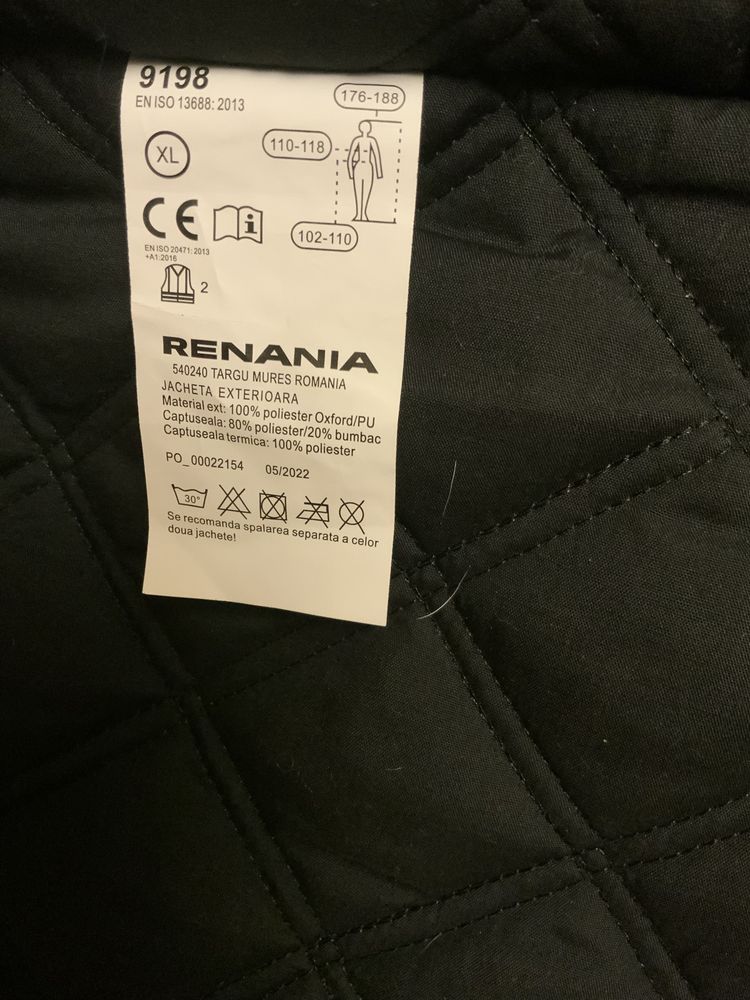 9198
EN ISO 13688: 2013
176-188
110-118
XL
102-110
CE
i
EN ISO 20471: 2013
+A1:2016
2
RENANIA
540240 TARGU MURES ROMANIA
JACHETA EXTERIOARA
Material ext: 100% poliester Oxford/PU
Captuseala: 80% poliester/20% bumbac
Captuseala termica: 100% poliester
PO_00022154 05/2022
30°
Se recomanda spalarea separata a celor
doua jachete!